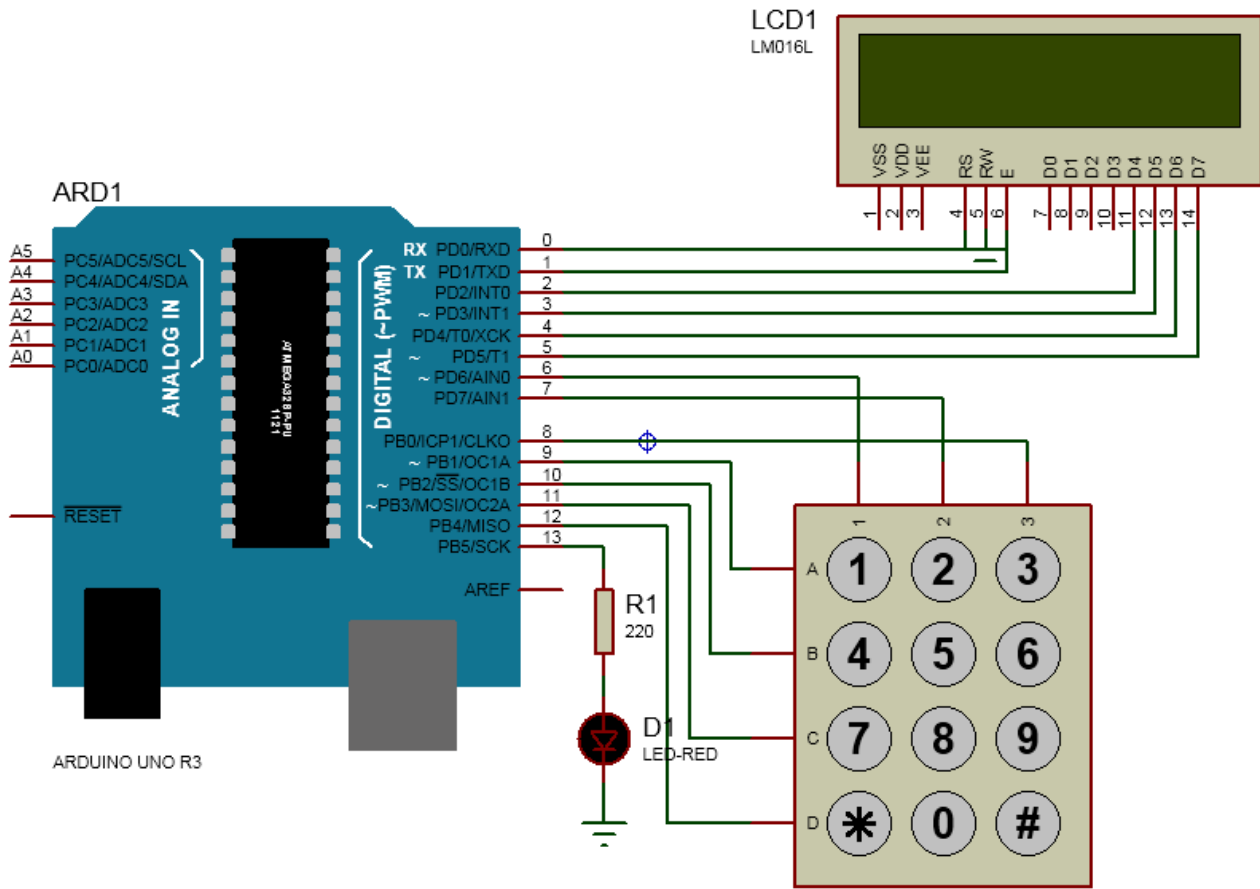 LCD1
LM016L
VSS
VDD
VEE
RS
RW
E
D0
D1
D2
D3
D4
D5
D6
D7
1
2
3
4
5
6
7
8
9
10
11
12
13
14
ARD1
A5 PC5/ADC5/SCL
A4 PC4/ADC4/SDA
A3 PC3/ADC3
A2 PC2/ADC2
A1 PC1/ADC1
A0 PC0/ADC0
ANALOG IN
RESET
ATMEGA328P-PU
1121
DIGITAL (~PWM)
RX PD0/RXD 0
TX PD1/TXD 1
PD2/INT0 2
~ PD3/INT1 3
PD4/T0/XCK 4
~ PD5/T1 5
~ PD6/AIN0 6
PD7/AIN1 7
PB0/ICP1/CLKO 8
~ PB1/OC1A 9
~ PB2/SS/OC1B 10
~PB3/MOSI/OC2A 11
PB4/MISO 12
PB5/SCK 13
AREF
ARDUINO UNO R3
R1
220
D1
LED-RED
1 2 3
A 1 2 3
B 4 5 6
C 7 8 9
D * 0 #